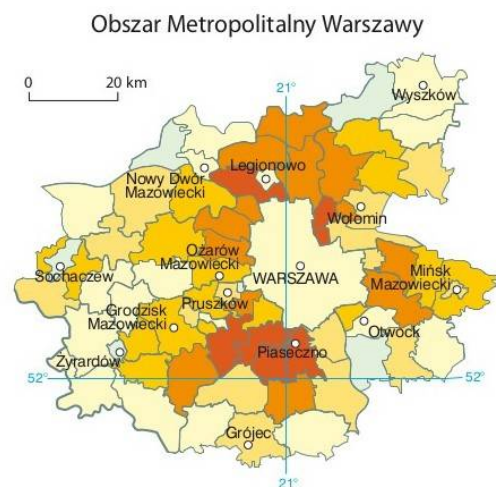 Obszar Metropolitalny Warszawy
0 20 km
21°
Wyszków
Legionowo
Nowy Dwór
Mazowiecki
Wołomin
Ożarów
Mazowiecki
Sochaczew
WARSZAWA
Mińsk
Mazowiecki
Pruszków
Grodzisk
Mazowiecki
Otwock
Żyrardów
Piaseczno
52°
52°
Grójec
21°